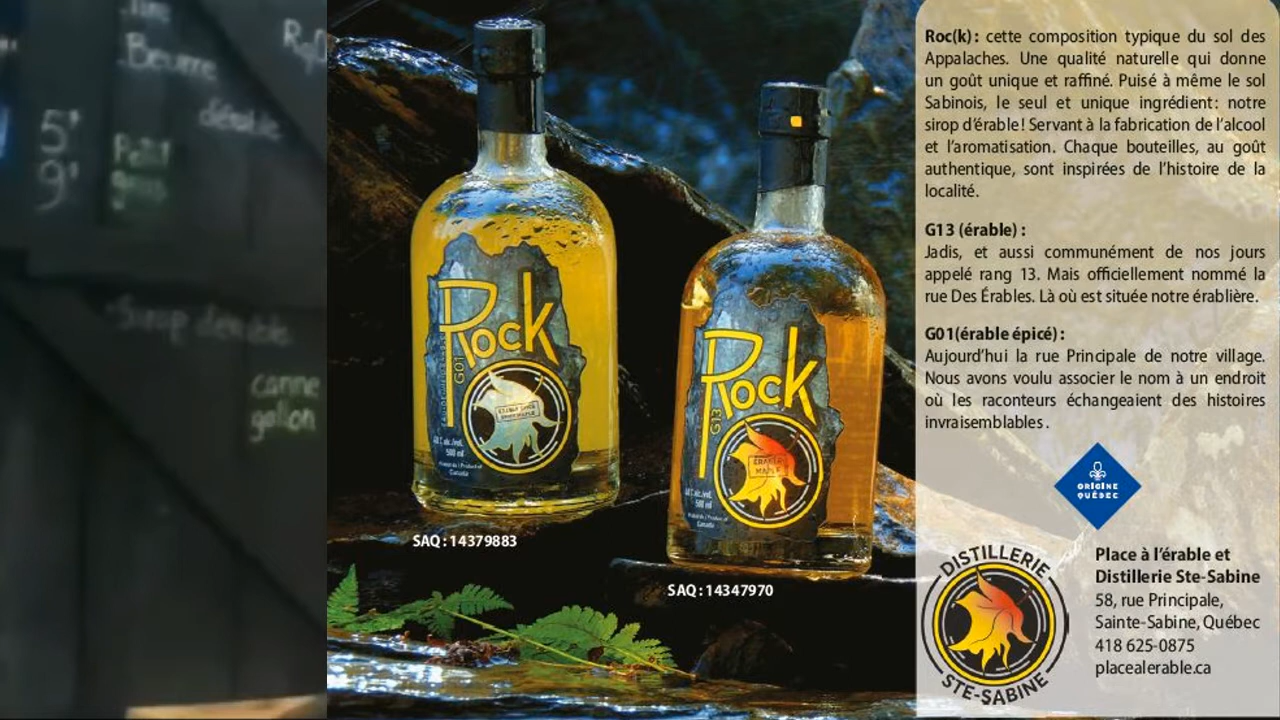 Beurre
érable
5'
9'
Petit
gros
Sirop d'érable
canne
gallon
Rock
G01
500 ml
Canada
SAQ : 14379883
Rock
G13
ÉRABLE
MAPLE
500 ml
Canada
SAQ : 14347970
Roc(k) : cette composition typique du sol des
Appalaches. Une qualité naturelle qui donne
un goût unique et raffiné. Puisé à même le sol
Sabinois, le seul et unique ingrédient: notre
sirop d'érable! Servant à la fabrication de l'alcool
et l'aromatisation. Chaque bouteilles, au goût
authentique, sont inspirées de l'histoire de la
localité.
G13 (érable) :
Jadis, et aussi communément de nos jours
appelé rang 13. Mais officiellement nommé la
rue Des Érables. Là où est située notre érablière.
G01(érable épicé) :
Aujourd'hui la rue Principale de notre village.
Nous avons voulu associer le nom à un endroit
où les raconteurs échangeaient des histoires
invraisemblables .
ORIGINE
QUÉBEC
DISTILLERIE
STE-SABINE
Place à l'érable et
Distillerie Ste-Sabine
58, rue Principale,
Sainte-Sabine, Québec
418 625-0875
placealerable.ca